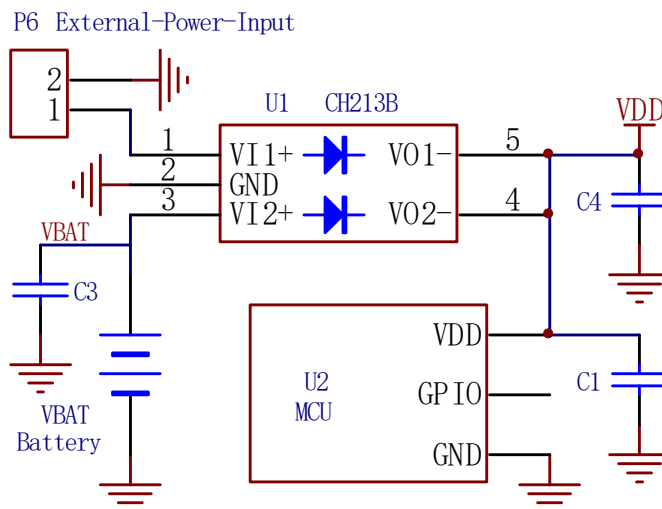 P6 External-Power-Input
2
1
U1 CH213B
VDD
1 VI1+ VO1- 5
2 GND
3 VI2+ VO2- 4
C4
VBAT
C3
VDD
U2
MCU
GPIO
C1
VBAT
Battery
GND